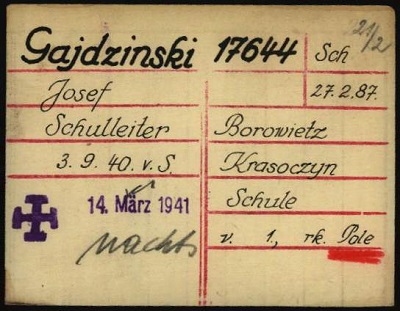 Gajdzinski 17644 Sch 21/2
Josef 27.2.87.
Schulleiter Borowietz
3. 9. 40. v. S. Krasoczyn
14. März 1941 Schule
nachts v. 1., rk. Pole